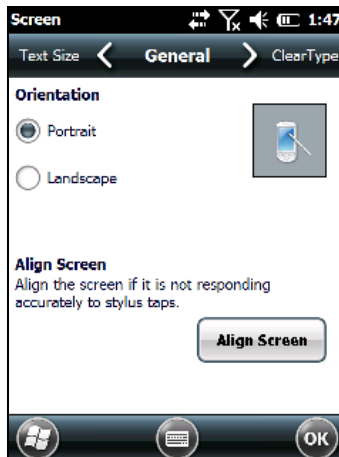 Screen 1:47
Text Size General ClearType
Orientation
Portrait
Landscape
Align Screen
Align the screen if it is not responding
accurately to stylus taps.
Align Screen
OK